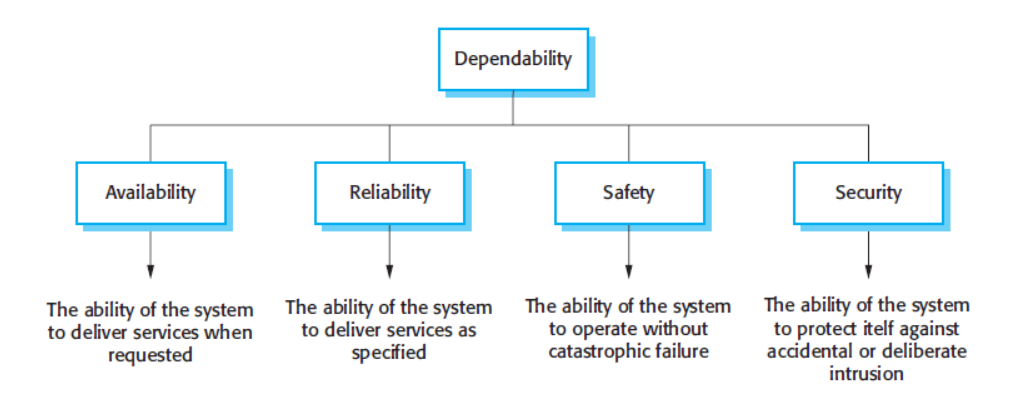 Dependability
Availability
Reliability
Safety
Security
The ability of the system
to deliver services when
requested
The ability of the system
to deliver services as
specified
The ability of the system
to operate without
catastrophic failure
The ability of the system
to protect itelf against
accidental or deliberate
intrusion